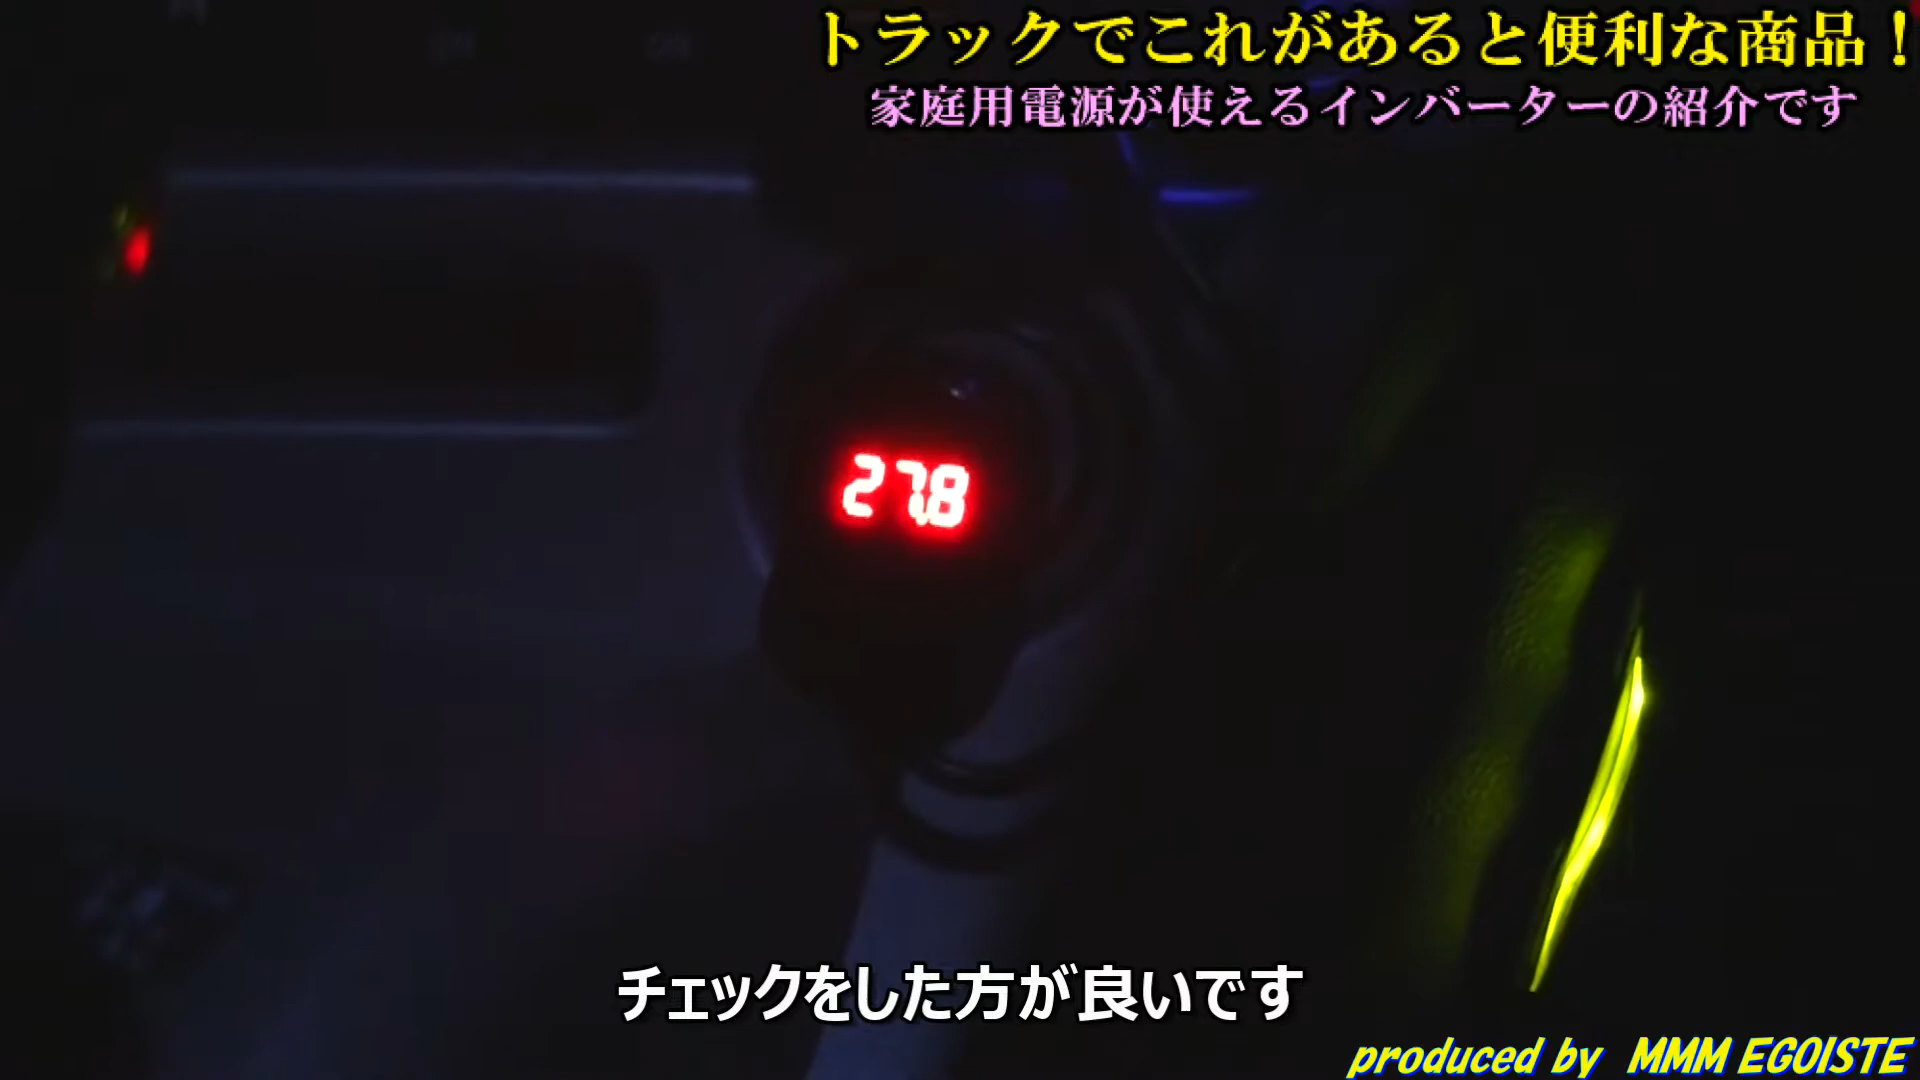 トラックでこれがあると便利な商品！
家庭用電源が使えるインバーターの紹介です
27.8
チェックをした方が良いです
produced by MMM EGOISTE